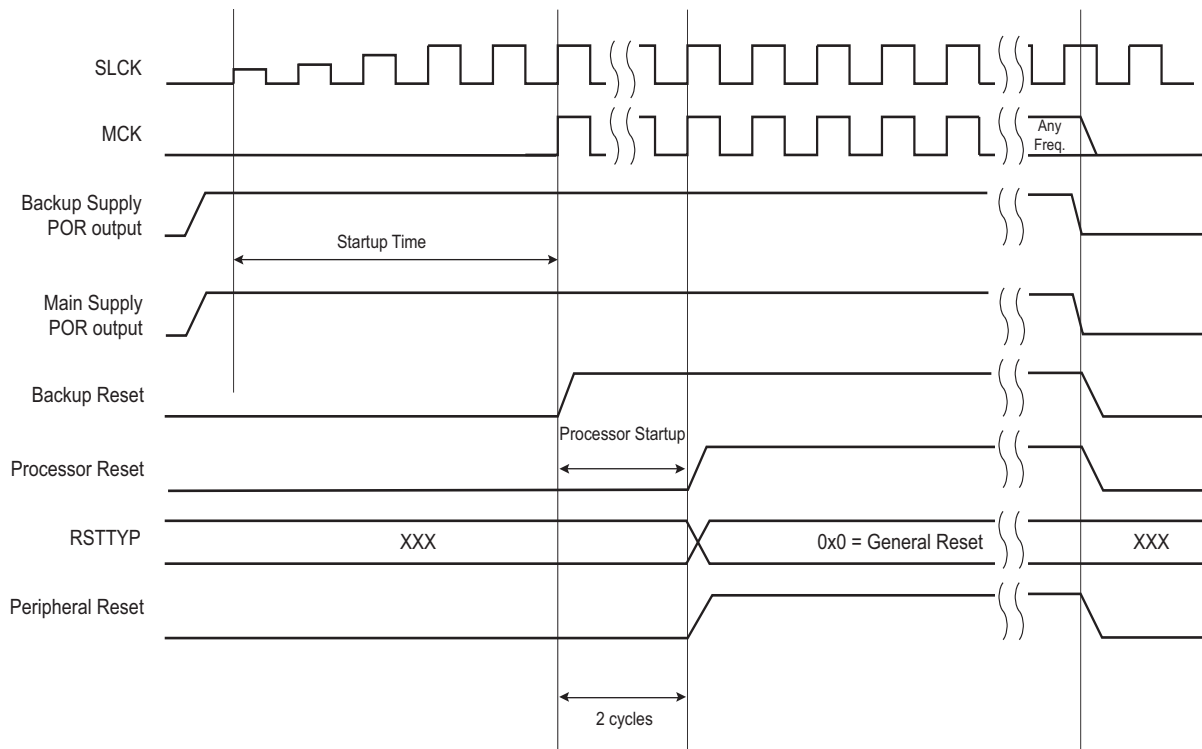 SLCK
MCK
Any
Freq.
Backup Supply
POR output
Startup Time
Main Supply
POR output
Backup Reset
Processor Startup
Processor Reset
RSTTYP
XXX
0x0 = General Reset
XXX
Peripheral Reset
2 cycles